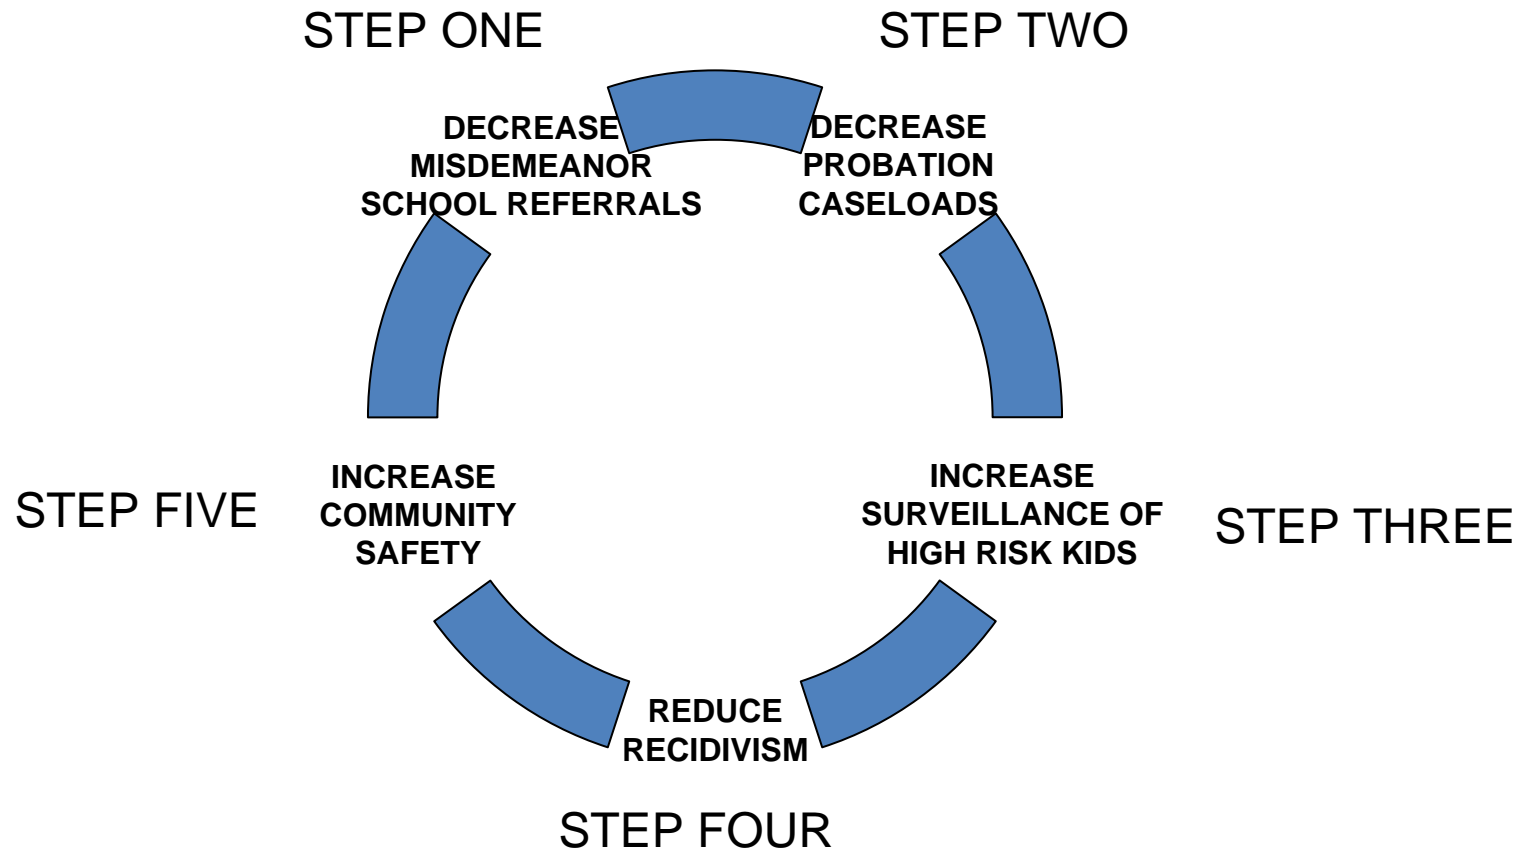 STEP ONE
STEP TWO
DECREASE
MISDEMEANOR
SCHOOL REFERRALS
DECREASE
PROBATION
CASELOADS
INCREASE
SURVEILLANCE OF
HIGH RISK KIDS
STEP THREE
REDUCE
RECIDIVISM
STEP FOUR
STEP FIVE
INCREASE
COMMUNITY
SAFETY